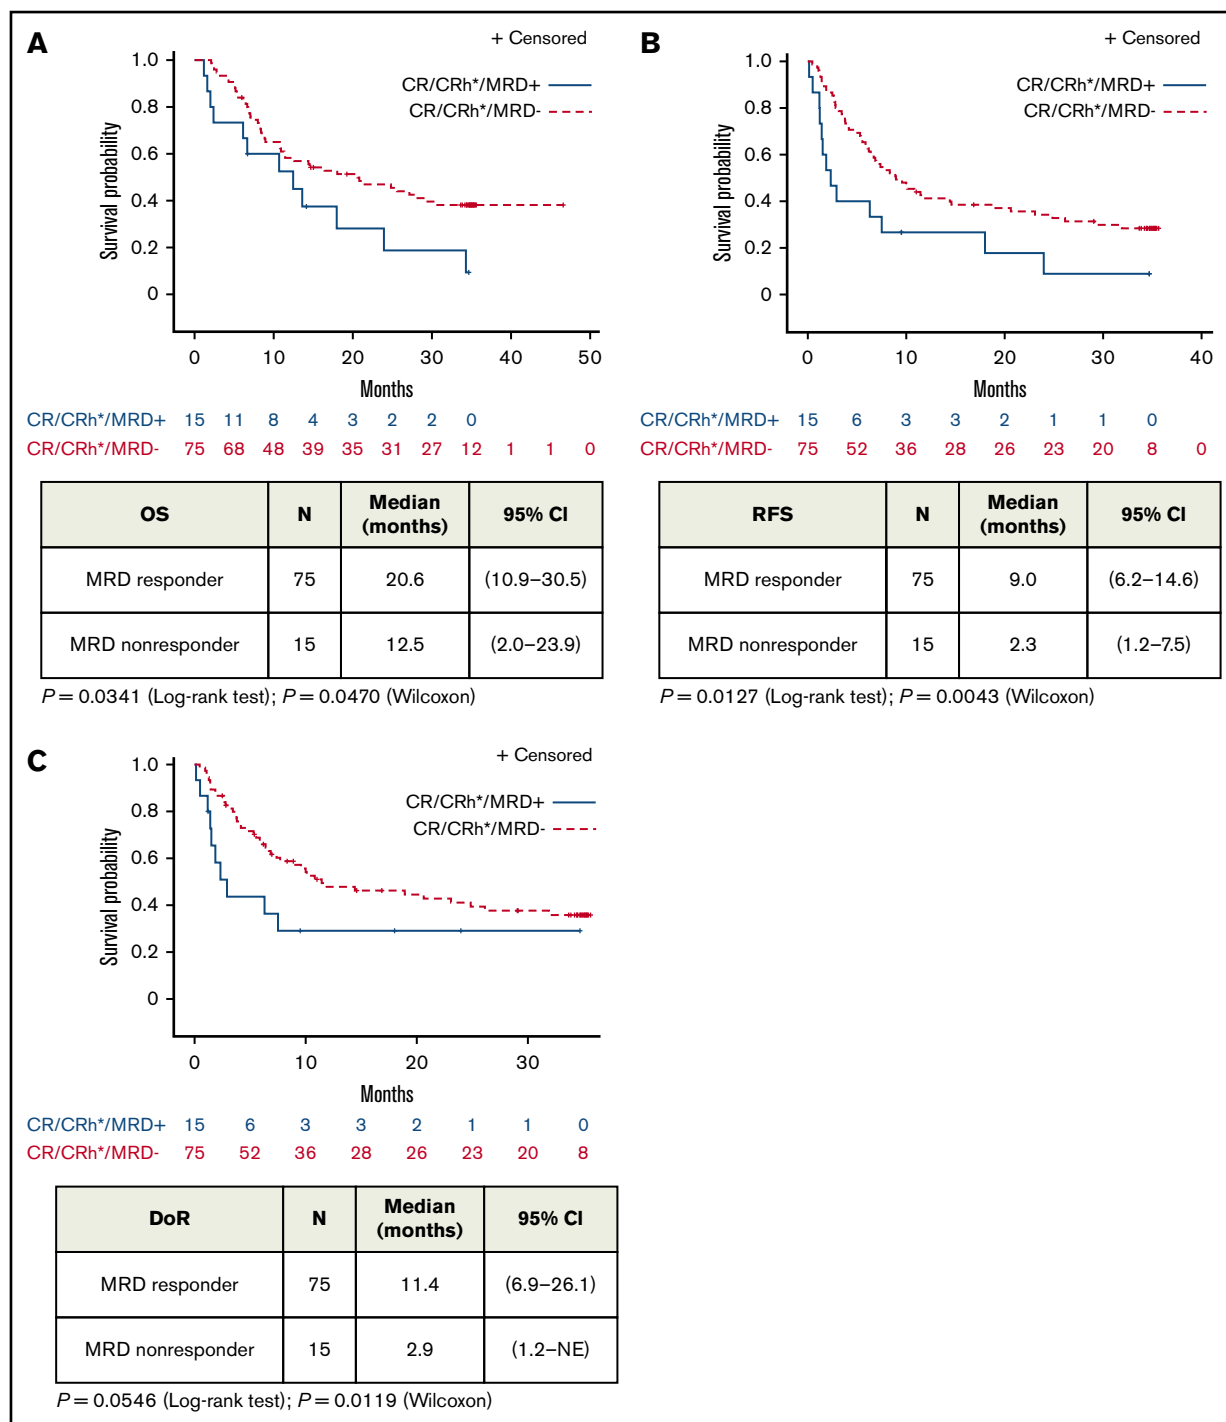 A
+ Censored
CR/CRh*/MRD+
CR/CRh*/MRD-
Survival probability
1.0
0.8
0.6
0.4
0.2
0
0 10 20 30 40 50
Months
CR/CRh*/MRD+ 15 11 8 4 3 2 2 0
CR/CRh*/MRD- 75 68 48 39 35 31 27 12 1 1 0
OS N Median (months) 95% CI
MRD responder 75 20.6 (10.9–30.5)
MRD nonresponder 15 12.5 (2.0–23.9)
P = 0.0341 (Log-rank test); P = 0.0470 (Wilcoxon)
B
+ Censored
CR/CRh*/MRD+
CR/CRh*/MRD-
Survival probability
1.0
0.8
0.6
0.4
0.2
0
0 10 20 30 40
Months
CR/CRh*/MRD+ 15 6 3 3 2 1 1 0
CR/CRh*/MRD- 75 52 36 28 26 23 20 8 0
RFS N Median (months) 95% CI
MRD responder 75 9.0 (6.2–14.6)
MRD nonresponder 15 2.3 (1.2–7.5)
P = 0.0127 (Log-rank test); P = 0.0043 (Wilcoxon)
C
+ Censored
CR/CRh*/MRD+
CR/CRh*/MRD-
Survival probability
1.0
0.8
0.6
0.4
0.2
0
0 10 20 30
Months
CR/CRh*/MRD+ 15 6 3 3 2 1 1 0
CR/CRh*/MRD- 75 52 36 28 26 23 20 8
DoR N Median (months) 95% CI
MRD responder 75 11.4 (6.9–26.1)
MRD nonresponder 15 2.9 (1.2–NE)
P = 0.0546 (Log-rank test); P = 0.0119 (Wilcoxon)